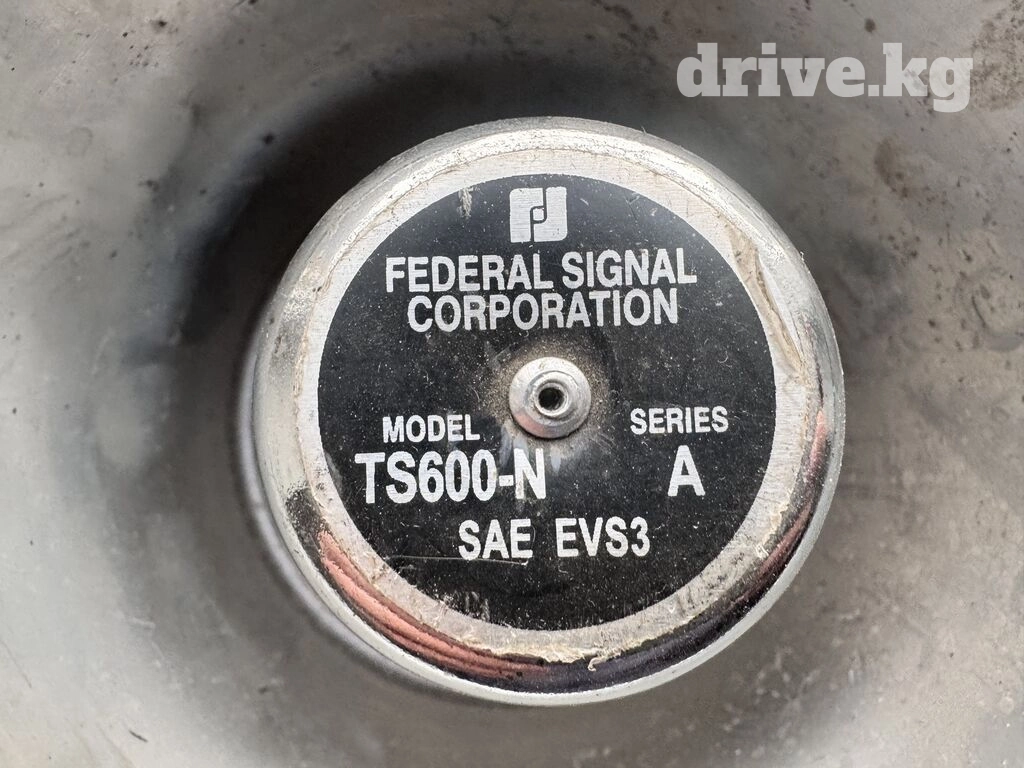 drive.kg
FEDERAL SIGNAL
CORPORATION
MODEL SERIES
TS600-N A
SAE EVS3